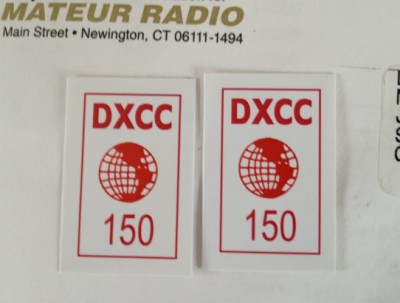 MATEUR RADIO
Main Street • Newington, CT 06111-1494
DXCC
150
DXCC
150